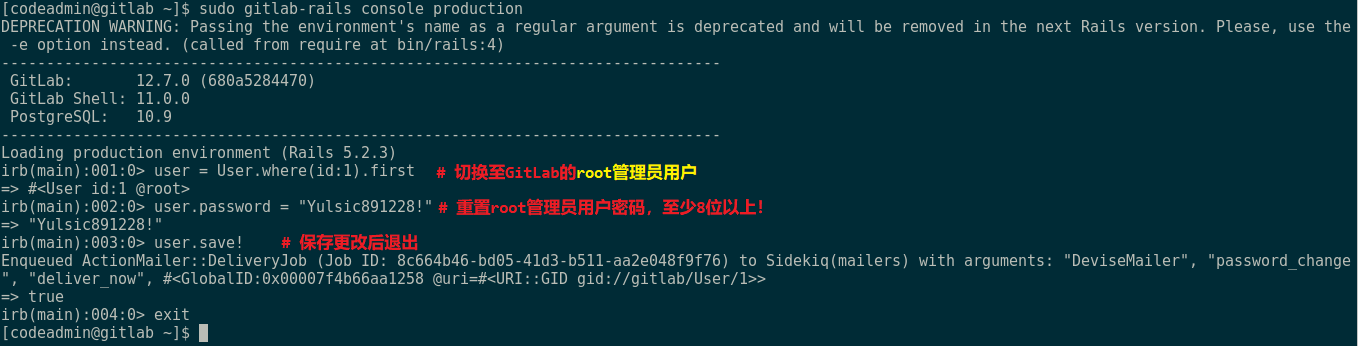 [codeadmin@gitlab ~]$ sudo gitlab-rails console production
DEPRECATION WARNING: Passing the environment's name as a regular argument is deprecated and will be removed in the next Rails version. Please, use the
 -e option instead. (called from require at bin/rails:4)
--------------------------------------------------------------------------------
 GitLab:       12.7.0 (680a5284470)
 GitLab Shell: 11.0.0
 PostgreSQL:   10.9
--------------------------------------------------------------------------------
Loading production environment (Rails 5.2.3)
irb(main):001:0> user = User.where(id:1).first # 切换至GitLab的root管理员用户
=> #<User id:1 @root>
irb(main):002:0> user.password = "Yulsic891228!" # 重置root管理员用户密码，至少8位以上！
=> "Yulsic891228!"
irb(main):003:0> user.save! # 保存更改后退出
Enqueued ActionMailer::DeliveryJob (Job ID: 8c664b46-bd05-41d3-b511-aa2e048f9f76) to Sidekiq(mailers) with arguments: "DeviseMailer", "password_change
", "deliver_now", #<GlobalID:0x00007f4b66aa1258 @uri=#<URI::GID gid://gitlab/User/1>>
=> true
irb(main):004:0> exit
[codeadmin@gitlab ~]$